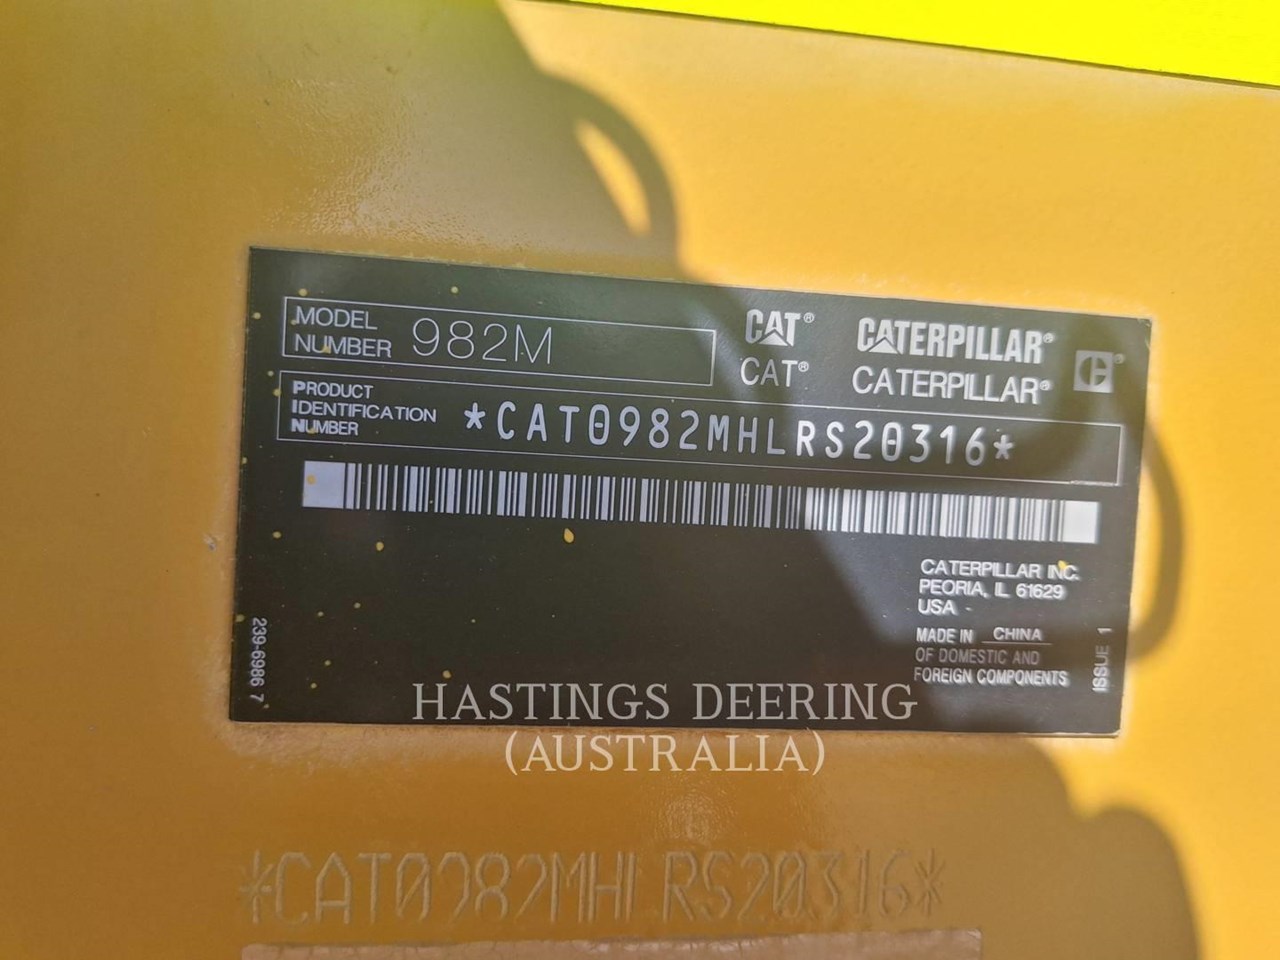 MODEL
NUMBER 982M
CAT® CATERPILLAR®
CAT® CATERPILLAR®
PRODUCT
IDENTIFICATION
NUMBER
*CAT0982MHLRS20316*
CATERPILLAR INC.
PEORIA, IL 61629
USA
MADE IN CHINA
OF DOMESTIC AND
FOREIGN COMPONENTS
ISSUE 1
239-6986 7
HASTINGS DEERING
(AUSTRALIA)
*CAT0982MHLRS20316*